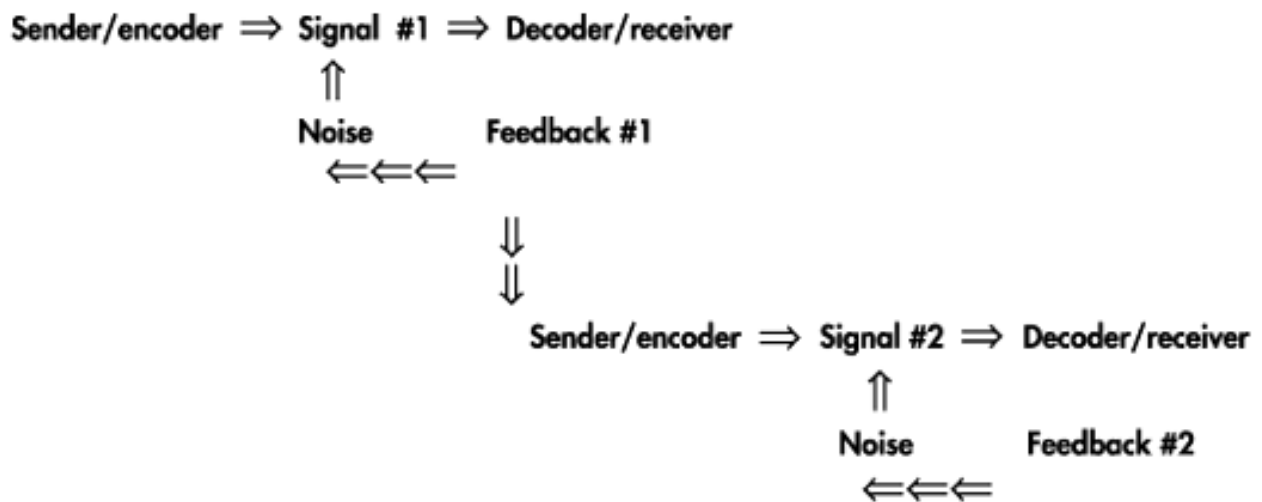 Sender/encoder ⇒ Signal #1 ⇒ Decoder/receiver
⇑
Noise Feedback #1
⇐⇐⇐
⇓
⇓
Sender/encoder ⇒ Signal #2 ⇒ Decoder/receiver
⇑
Noise Feedback #2
⇐⇐⇐